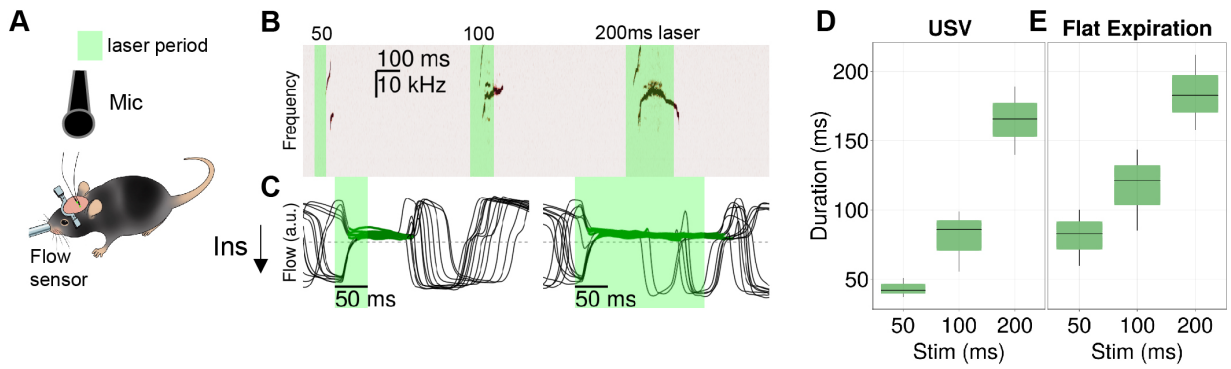 A
laser period
Mic
Flow
sensor
B
50
100
200ms laser
100 ms
10 kHz
Frequency
C
Ins
Flow (a.u.)
50 ms
50 ms
D
USV
E
Flat Expiration
Duration (ms)
200
150
100
50
50
100
200
Stim (ms)
50
100
200
Stim (ms)